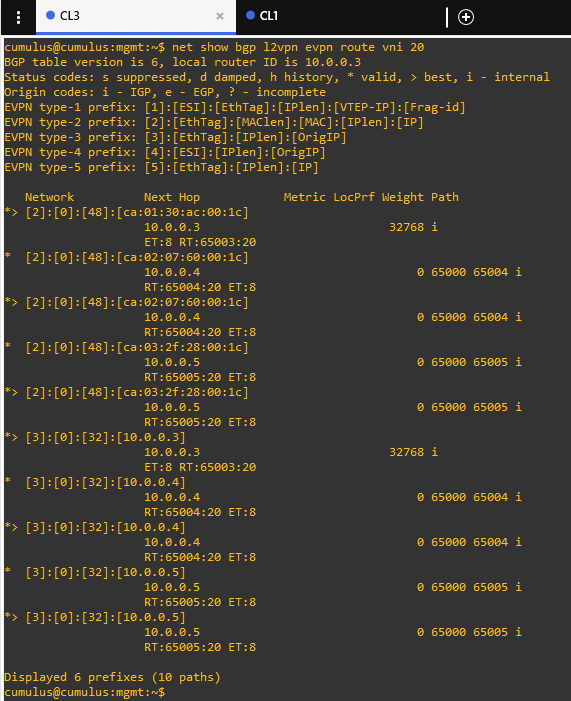 CL3
CL1
cumulus@cumulus:mgmt:~$ net show bgp l2vpn evpn route vni 20
BGP table version is 6, local router ID is 10.0.0.3
Status codes: s suppressed, d damped, h history, * valid, > best, i - internal
Origin codes: i - IGP, e - EGP, ? - incomplete
EVPN type-1 prefix: [1]:[ESI]:[EthTag]:[IPlen]:[VTEP-IP]:[Frag-id]
EVPN type-2 prefix: [2]:[EthTag]:[MAClen]:[MAC]:[IPlen]:[IP]
EVPN type-3 prefix: [3]:[EthTag]:[IPlen]:[OrigIP]
EVPN type-4 prefix: [4]:[ESI]:[IPlen]:[OrigIP]
EVPN type-5 prefix: [5]:[EthTag]:[IPlen]:[IP]
   Network          Next Hop            Metric LocPrf Weight Path
*> [2]:[0]:[48]:[ca:01:30:ac:00:1c]
                    10.0.0.3                           32768 i
                    ET:8 RT:65003:20
*  [2]:[0]:[48]:[ca:02:07:60:00:1c]
                    10.0.0.4                               0 65000 65004 i
                    RT:65004:20 ET:8
*> [2]:[0]:[48]:[ca:02:07:60:00:1c]
                    10.0.0.4                               0 65000 65004 i
                    RT:65004:20 ET:8
*  [2]:[0]:[48]:[ca:03:2f:28:00:1c]
                    10.0.0.5                               0 65000 65005 i
                    RT:65005:20 ET:8
*> [2]:[0]:[48]:[ca:03:2f:28:00:1c]
                    10.0.0.5                               0 65000 65005 i
                    RT:65005:20 ET:8
*> [3]:[0]:[32]:[10.0.0.3]
                    10.0.0.3                           32768 i
                    ET:8 RT:65003:20
*  [3]:[0]:[32]:[10.0.0.4]
                    10.0.0.4                               0 65000 65004 i
                    RT:65004:20 ET:8
*> [3]:[0]:[32]:[10.0.0.4]
                    10.0.0.4                               0 65000 65004 i
                    RT:65004:20 ET:8
*  [3]:[0]:[32]:[10.0.0.5]
                    10.0.0.5                               0 65000 65005 i
                    RT:65005:20 ET:8
*> [3]:[0]:[32]:[10.0.0.5]
                    10.0.0.5                               0 65000 65005 i
                    RT:65005:20 ET:8
Displayed 6 prefixes (10 paths)
cumulus@cumulus:mgmt:~$